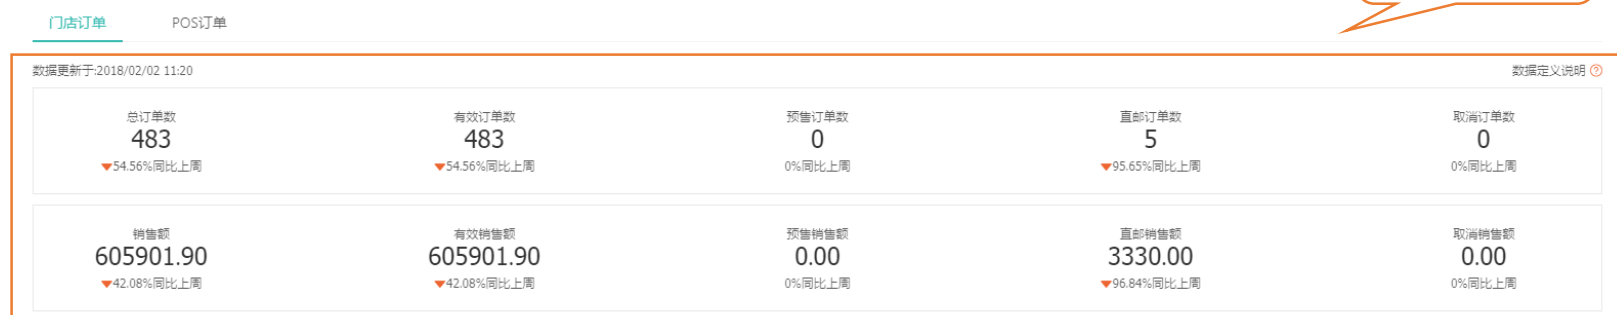 门店订单 POS订单
数据更新于:2018/02/02 11:20 数据定义说明
总订单数 有效订单数 预售订单数 直邮订单数 取消订单数
483 483 0 5 0
▼54.56%同比上周 ▼54.56%同比上周 0%同比上周 ▼95.65%同比上周 0%同比上周
销售额 有效销售额 预售销售额 直邮销售额 取消销售额
605901.90 605901.90 0.00 3330.00 0.00
▼42.08%同比上周 ▼42.08%同比上周 0%同比上周 ▼96.84%同比上周 0%同比上周